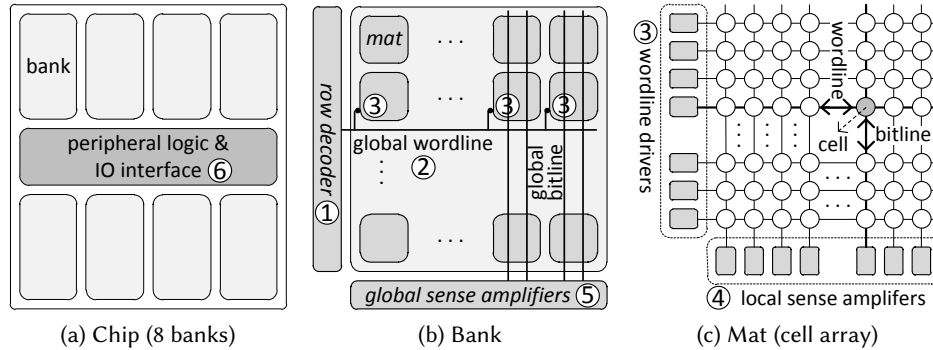 bank
peripheral logic &
IO interface ⑥
(a) Chip (8 banks)
row decoder ①
mat
. . .
③
③
③
global wordline
②
global
bitline
. . .
. . .
global sense amplifiers ⑤
(b) Bank
③ wordline drivers
wordline
cell
bitline
④ local sense amplifers
(c) Mat (cell array)